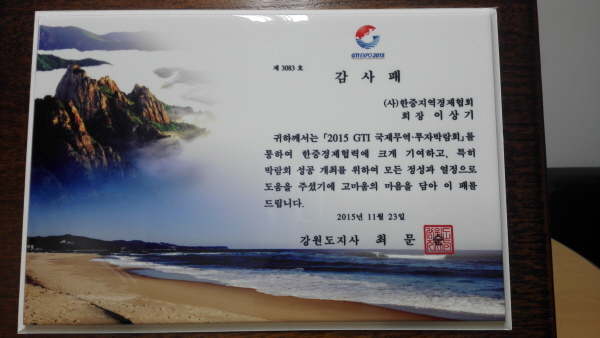 GTI EXPO 2015
제 3083 호
감 사 패
(사)한중지역경제협회
회장 이상기
귀하께서는 「2015 GTI 국제무역·투자박람회」를
통하여 한중경제협력에 크게 기여하고, 특히
박람회 성공 개최를 위하여 모든 정성과 열정으로
도움을 주셨기에 고마움의 마음을 담아 이 패를
드립니다.
2015년 11월 23일
강원도지사 최 문 순